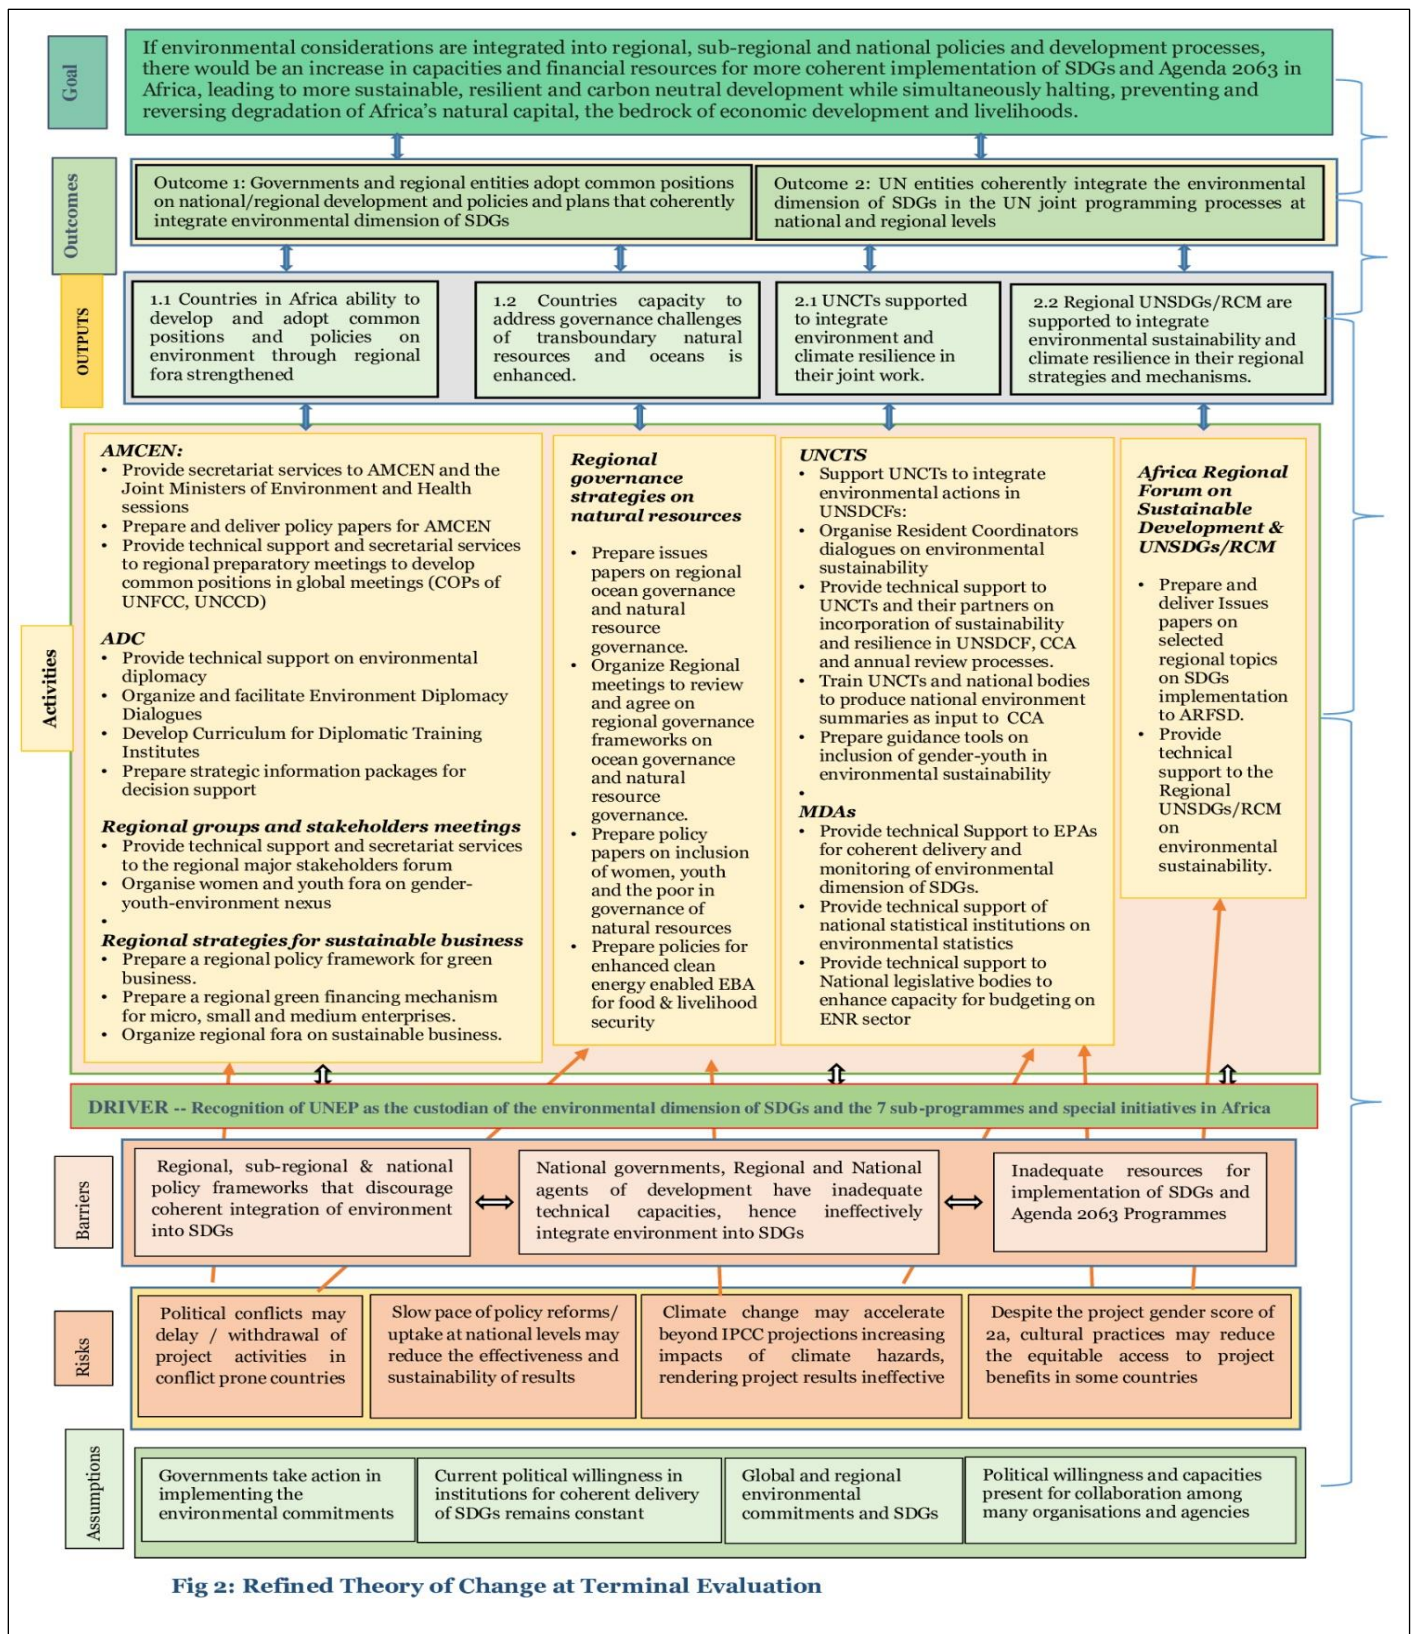 Goal
If environmental considerations are integrated into regional, sub-regional and national policies and development processes,
there would be an increase in capacities and financial resources for more coherent implementation of SDGs and Agenda 2063 in
Africa, leading to more sustainable, resilient and carbon neutral development while simultaneously halting, preventing and
reversing degradation of Africa's natural capital, the bedrock of economic development and livelihoods.
Outcomes
Outcome 1: Governments and regional entities adopt common positions
on national/regional development and policies and plans that coherently
integrate environmental dimension of SDGs
Outcome 2: UN entities coherently integrate the environmental
dimension of SDGs in the UN joint programming processes at
national and regional levels
OUTPUTS
1.1 Countries in Africa ability to
develop and adopt common
positions and policies on
environment through regional
fora strengthened
1.2 Countries capacity to
address governance challenges
of transboundary natural
resources and oceans is
enhanced.
2.1 UNCTs supported
to integrate
environment and
climate resilience in
their joint work.
2.2 Regional UNSDGs/RCM are
supported to integrate
environmental sustainability and
climate resilience in their regional
strategies and mechanisms.
Activities
AMCEN:
• Provide secretariat services to AMCEN and the
Joint Ministers of Environment and Health
sessions
• Prepare and deliver policy papers for AMCEN
• Provide technical support and secretarial services
to regional preparatory meetings to develop
common positions in global meetings (COPs of
UNFCC, UNCCD)
ADC
• Provide technical support on environmental
diplomacy
• Organize and facilitate Environment Diplomacy
Dialogues
• Develop Curriculum for Diplomatic Training
Institutes
• Prepare strategic information packages for
decision support
Regional groups and stakeholders meetings
• Provide technical support and secretariat services
to the regional major stakeholders forum
• Organise women and youth fora on gender-
youth-environment nexus
•
Regional strategies for sustainable business
• Prepare a regional policy framework for green
business.
• Prepare a regional green financing mechanism
for micro, small and medium enterprises.
• Organize regional fora on sustainable business.
Regional
governance
strategies on
natural resources
• Prepare issues
papers on regional
ocean governance
and natural
resource
governance.
• Organize Regional
meetings to review
and agree on
regional governance
frameworks on
ocean governance
and natural
resource
governance.
• Prepare policy
papers on inclusion
of women, youth
and the poor in
governance of
natural resources
• Prepare policies for
enhanced clean
energy enabled EBA
for food & livelihood
security
UNCTS
• Support UNCTs to integrate
environmental actions in
UNSDCFs:
• Organise Resident Coordinators
dialogues on environmental
sustainability
• Provide technical support to
UNCTs and their partners on
incorporation of sustainability
and resilience in UNSDCF, CCA
and annual review processes.
• Train UNCTs and national bodies
to produce national environment
summaries as input to CCA
• Prepare guidance tools on
inclusion of gender-youth in
environmental sustainability
•
MDAs
• Provide technical Support to EPAs
for coherent delivery and
monitoring of environmental
dimension of SDGs.
• Provide technical support of
national statistical institutions on
environmental statistics
• Provide technical support to
National legislative bodies to
enhance capacity for budgeting on
ENR sector
Africa Regional
Forum on
Sustainable
Development &
UNSDGs/RCM
• Prepare and
deliver Issues
papers on
selected
regional topics
on SDGs
implementation
to ARFSD.
• Provide
technical
support to the
Regional
UNSDGs/RCM
on
environmental
sustainability.
DRIVER -- Recognition of UNEP as the custodian of the environmental dimension of SDGs and the 7 sub-programmes and special initiatives in Africa
Barriers
Regional, sub-regional & national
policy frameworks that discourage
coherent integration of environment
into SDGs
National governments, Regional and National
agents of development have inadequate
technical capacities, hence ineffectively
integrate environment into SDGs
Inadequate resources for
implementation of SDGs and
Agenda 2063 Programmes
Risks
Political conflicts may
delay / withdrawal of
project activities in
conflict prone countries
Slow pace of policy reforms/
uptake at national levels may
reduce the effectiveness and
sustainability of results
Climate change may accelerate
beyond IPCC projections increasing
impacts of climate hazards,
rendering project results ineffective
Despite the project gender score of
2a, cultural practices may reduce
the equitable access to project
benefits in some countries
Assumptions
Governments take action in
implementing the
environmental commitments
Current political willingness in
institutions for coherent delivery
of SDGs remains constant
Global and regional
environmental
commitments and SDGs
Political willingness and capacities
present for collaboration among
many organisations and agencies
Fig 2: Refined Theory of Change at Terminal Evaluation